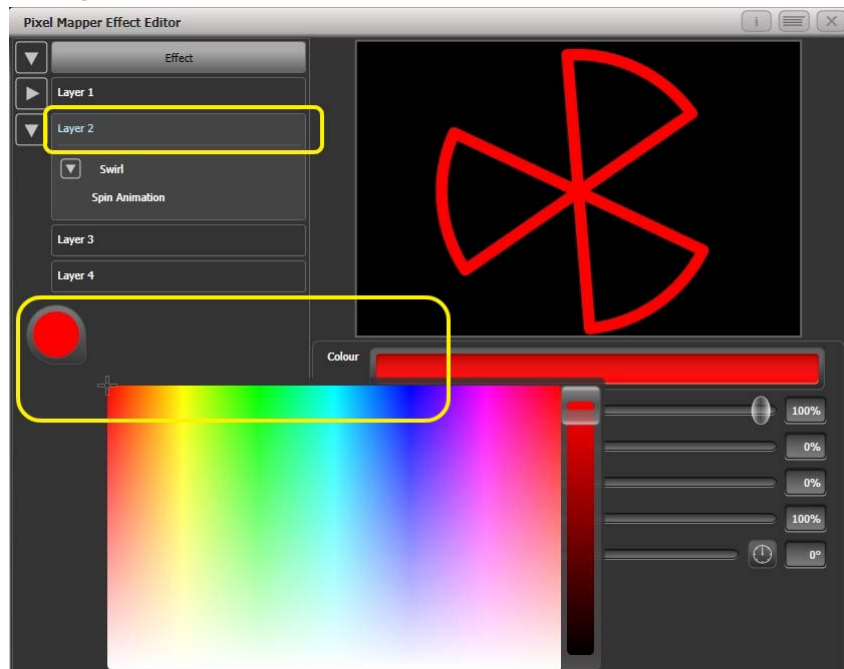 Pixel Mapper Effect Editor
i
Effect
Layer 1
Layer 2
Swirl
Spin Animation
Layer 3
Layer 4
Colour
100%
0%
0%
100%
0°